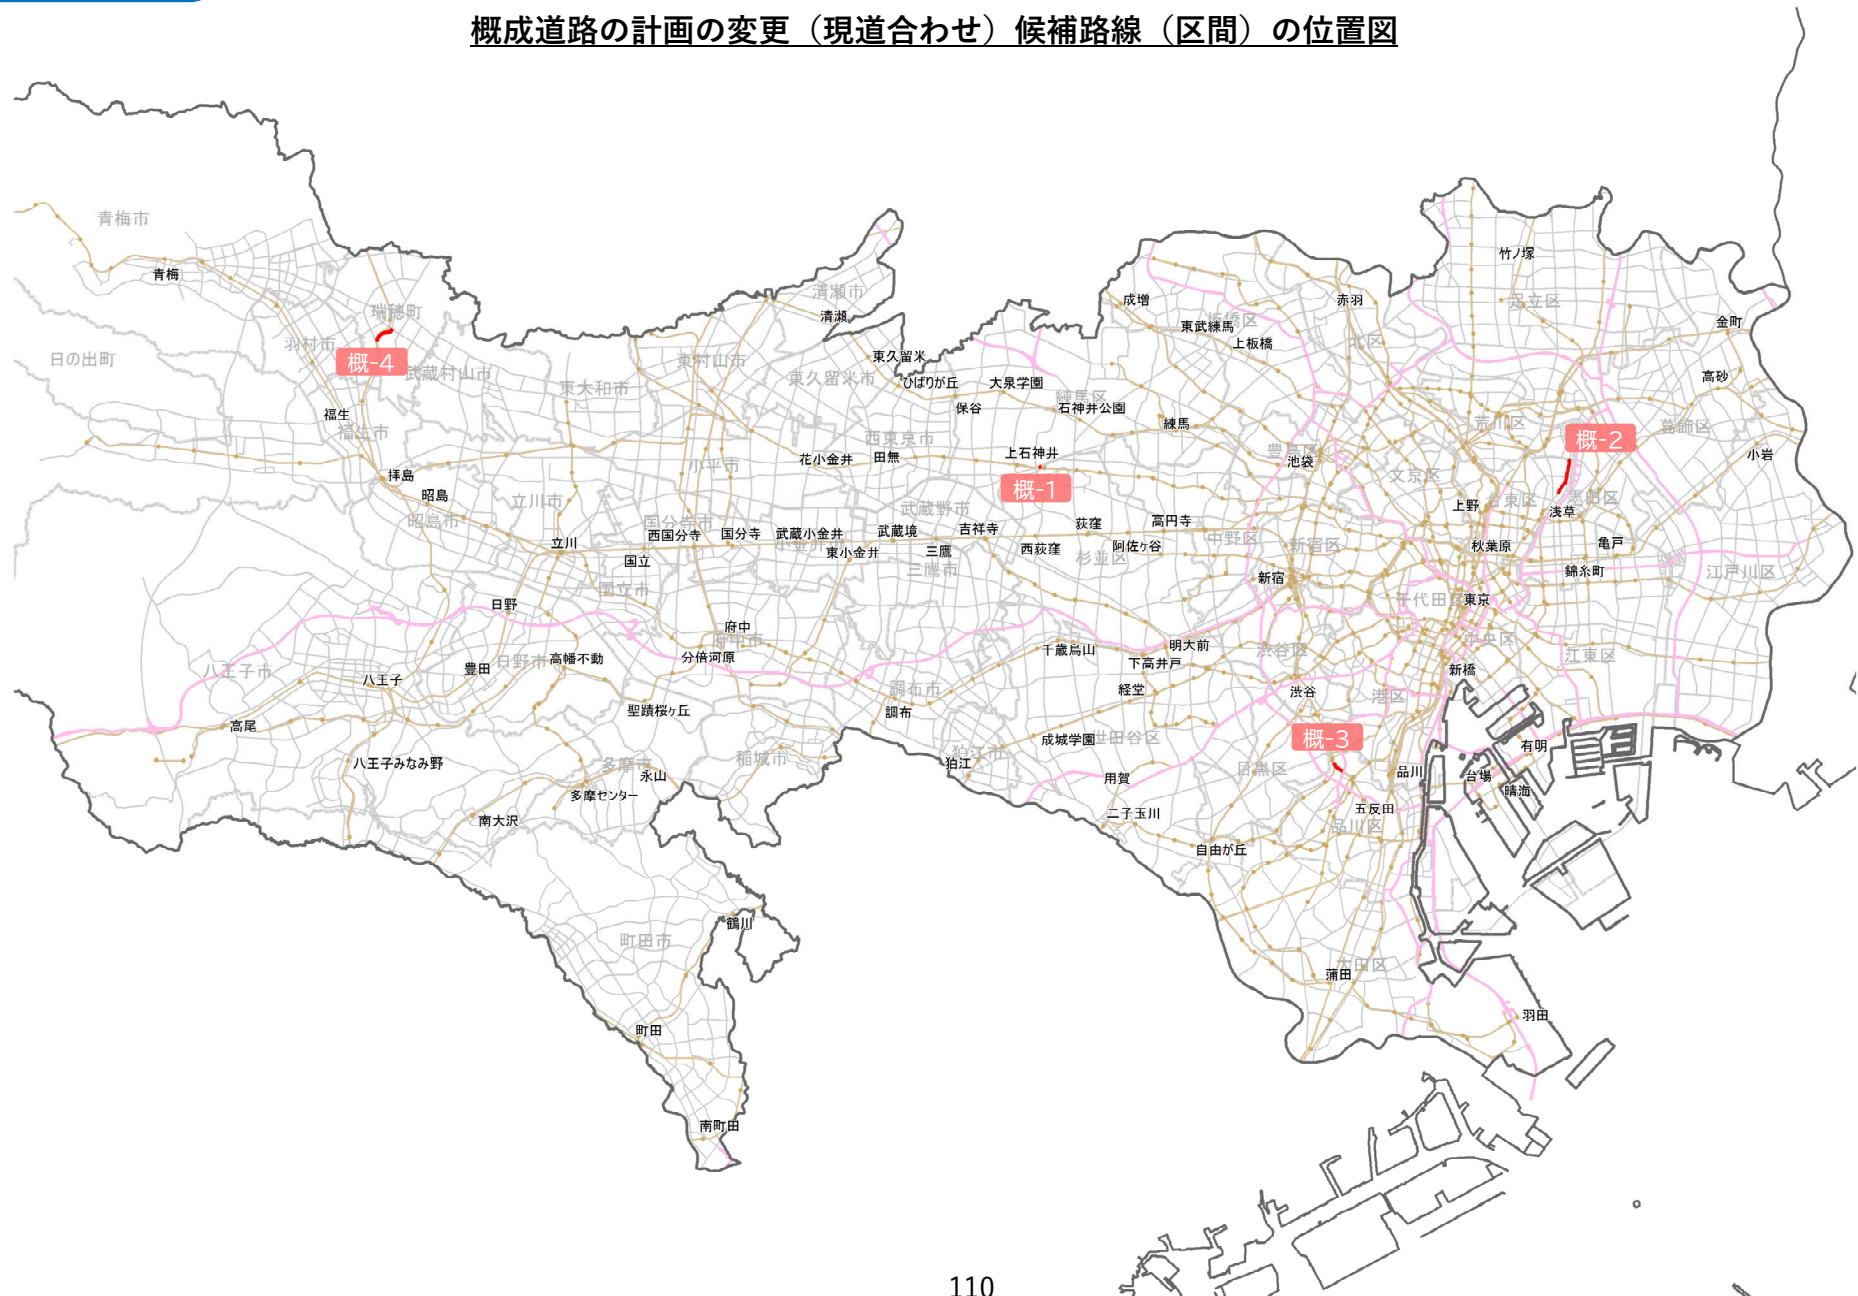 概成道路の計画の変更（現道合わせ）候補路線（区間）の位置図
青梅市
青梅
瑞穂町
羽村市
概-4
日の出町
武蔵村山市
東大和市
福生
福生市
拝島
昭島
昭島市
立川市
立川
清瀬市
清瀬
東村山市
東久留米
東久留米市
ひばりが丘
保谷
大泉学園
練馬区
石神井公園
西東京市
田無
花小金井
小平市
上石神井
概-1
武蔵野市
国分寺市
西国分寺
国分寺
武蔵小金井
小金井市
東小金井
武蔵境
吉祥寺
三鷹
三鷹市
西荻窪
荻窪
杉並区
阿佐ヶ谷
高円寺
中野区
国立
国立市
成増
板橋区
東武練馬
上板橋
練馬
赤羽
北区
竹ノ塚
足立区
金町
高砂
葛飾区
小岩
荒川区
概-2
豊島区
池袋
文京区
上野
台東区
墨田区
浅草
秋葉原
亀戸
錦糸町
江戸川区
新宿区
新宿
千代田区
東京
中央区
江東区
新橋
日野
日野市
豊田
高幡不動
府中
府中市
分倍河原
八王子市
八王子
高尾
八王子みなみ野
聖蹟桜ヶ丘
多摩市
永山
多摩センター
南大沢
稲城市
調布市
調布
狛江市
狛江
千歳烏山
明大前
下高井戸
経堂
成城学園
世田谷区
用賀
二子玉川
自由が丘
渋谷区
渋谷
港区
概-3
目黒区
品川
五反田
品川区
有明
台場
晴海
大田区
蒲田
羽田
鶴川
町田市
町田
南町田
110